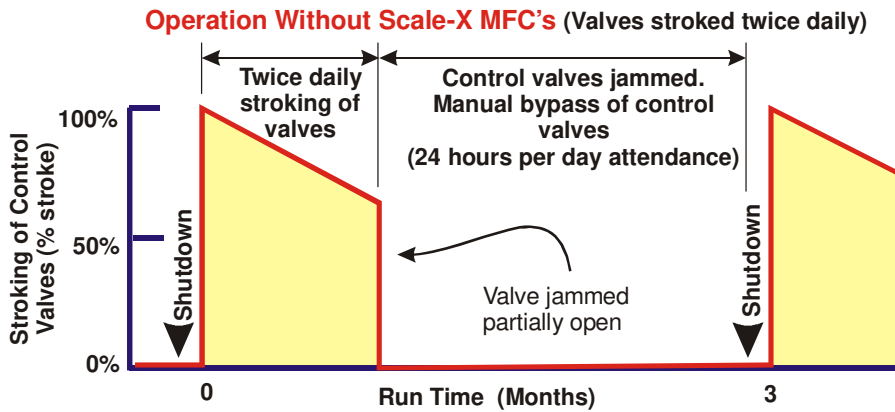 Operation Without Scale-X MFC's (Valves stroked twice daily)
Twice daily
stroking of
valves
Control valves jammed.
Manual bypass of control
valves
(24 hours per day attendance)
Stroking of Control
Valves (% stroke)
100%
50%
0%
Shutdown
Valve jammed
partially open
Shutdown
0
Run Time (Months)
3